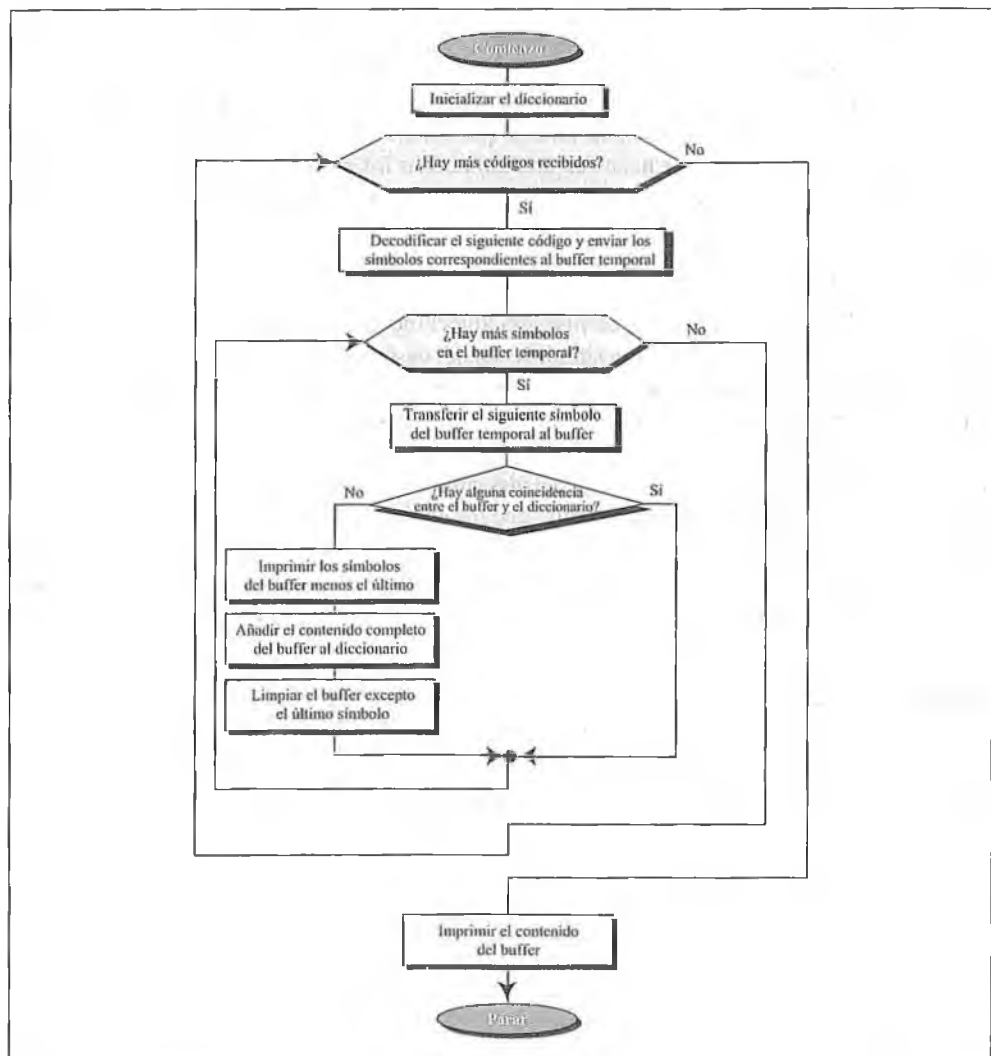 Comenzar
Inicializar el diccionario
¿Hay más códigos recibidos?
No
Sí
Decodificar el siguiente código y enviar los
símbolos correspondientes al buffer temporal
¿Hay más símbolos
en el buffer temporal?
No
Sí
Transferir el siguiente símbolo
del buffer temporal al buffer
¿Hay alguna coincidencia
entre el buffer y el diccionario?
No
Sí
Imprimir los símbolos
del buffer menos el último
Añadir el contenido completo
del buffer al diccionario
Limpiar el buffer excepto
el último símbolo
Imprimir el contenido
del buffer
Parar